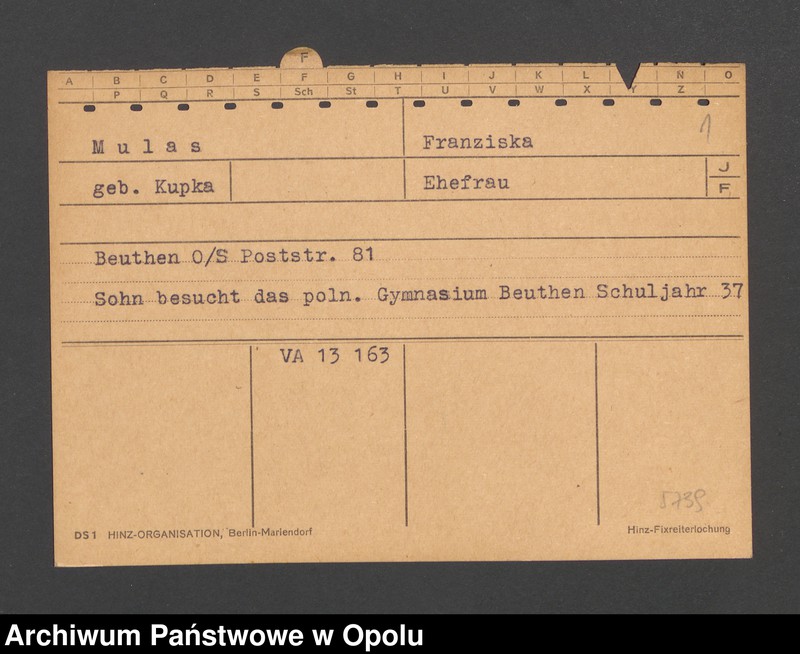 F
A B C D E F G H I J K L N O
P Q R S Sch St T U V W X Y Z
Mulas Franziska 1
geb. Kupka Ehefrau J
F
Beuthen O/S Poststr. 81
Sohn besucht das poln. Gymnasium Beuthen Schuljahr 37
VA 13 163
5739
DS1 HINZ-ORGANISATION, Berlin-Mariendorf Hinz-Fixreiterlochung
Archiwum Państwowe w Opolu